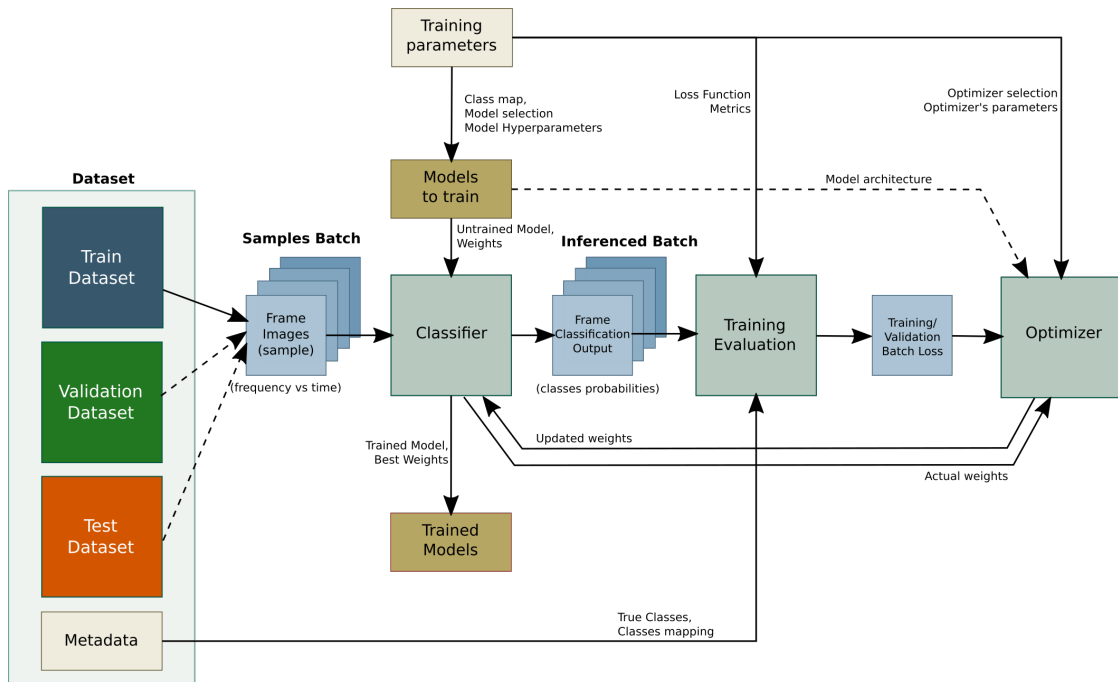 Training
parameters
Class map,
Model selection
Model Hyperparameters
Loss Function
Metrics
Optimizer selection
Optimizer's parameters
Dataset
Models
to train
Model architecture
Train
Dataset
Samples Batch
Untrained Model,
Weights
Inferenced Batch
Frame
Images
(sample)
Classifier
Frame
Classification
Output
Training
Evaluation
Training/
Validation
Batch Loss
Optimizer
(frequency vs time)
(classes probabilities)
Validation
Dataset
Trained Model,
Best Weights
Updated weights
Actual weights
Test
Dataset
Trained
Models
Metadata
True Classes,
Classes mapping